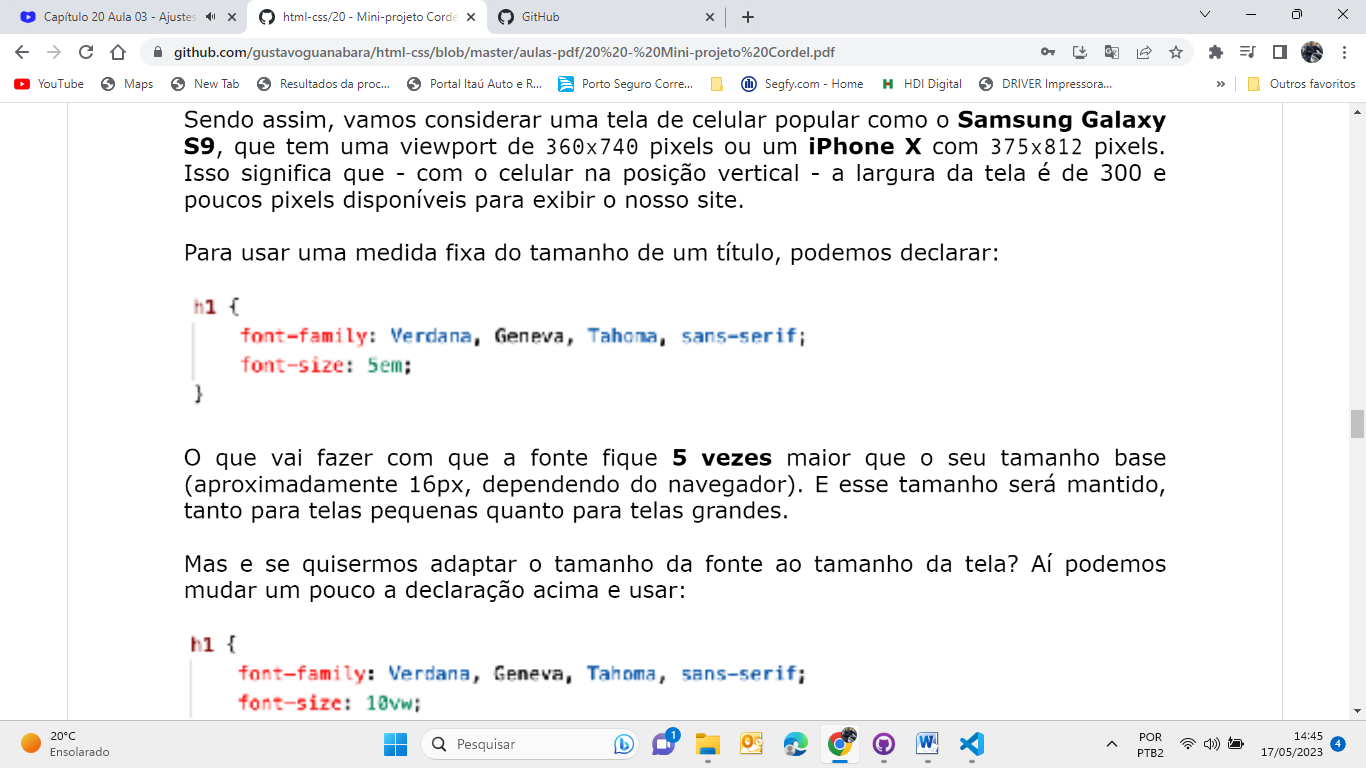 Capítulo 20 Aula 03 - Ajustes
html-css/20 - Mini-projeto Corde
GitHub
github.com/gustavoguanabara/html-css/blob/master/aulas-pdf/20%20-%20Mini-projeto%20Cordel.pdf
YouTube
Maps
New Tab
Resultados da proc...
Portal Itaú Auto e R...
Porto Seguro Corre...
Segfy.com - Home
HDI Digital
DRIVER Impressora...
»
Outros favoritos
Sendo assim, vamos considerar uma tela de celular popular como o Samsung Galaxy
S9, que tem uma viewport de 360x740 pixels ou um iPhone X com 375x812 pixels.
Isso significa que - com o celular na posição vertical - a largura da tela é de 300 e
poucos pixels disponíveis para exibir o nosso site.
Para usar uma medida fixa do tamanho de um título, podemos declarar:
h1 {
font-family: Verdana, Geneva, Tahoma, sans-serif;
font-size: 5em;
}
O que vai fazer com que a fonte fique 5 vezes maior que o seu tamanho base
(aproximadamente 16px, dependendo do navegador). E esse tamanho será mantido,
tanto para telas pequenas quanto para telas grandes.
Mas e se quisermos adaptar o tamanho da fonte ao tamanho da tela? Aí podemos
mudar um pouco a declaração acima e usar:
h1 {
font-family: Verdana, Geneva, Tahoma, sans-serif;
font-size: 10vw;
20°C
Ensolarado
Pesquisar
1
POR
PTB2
14:45
17/05/2023
4